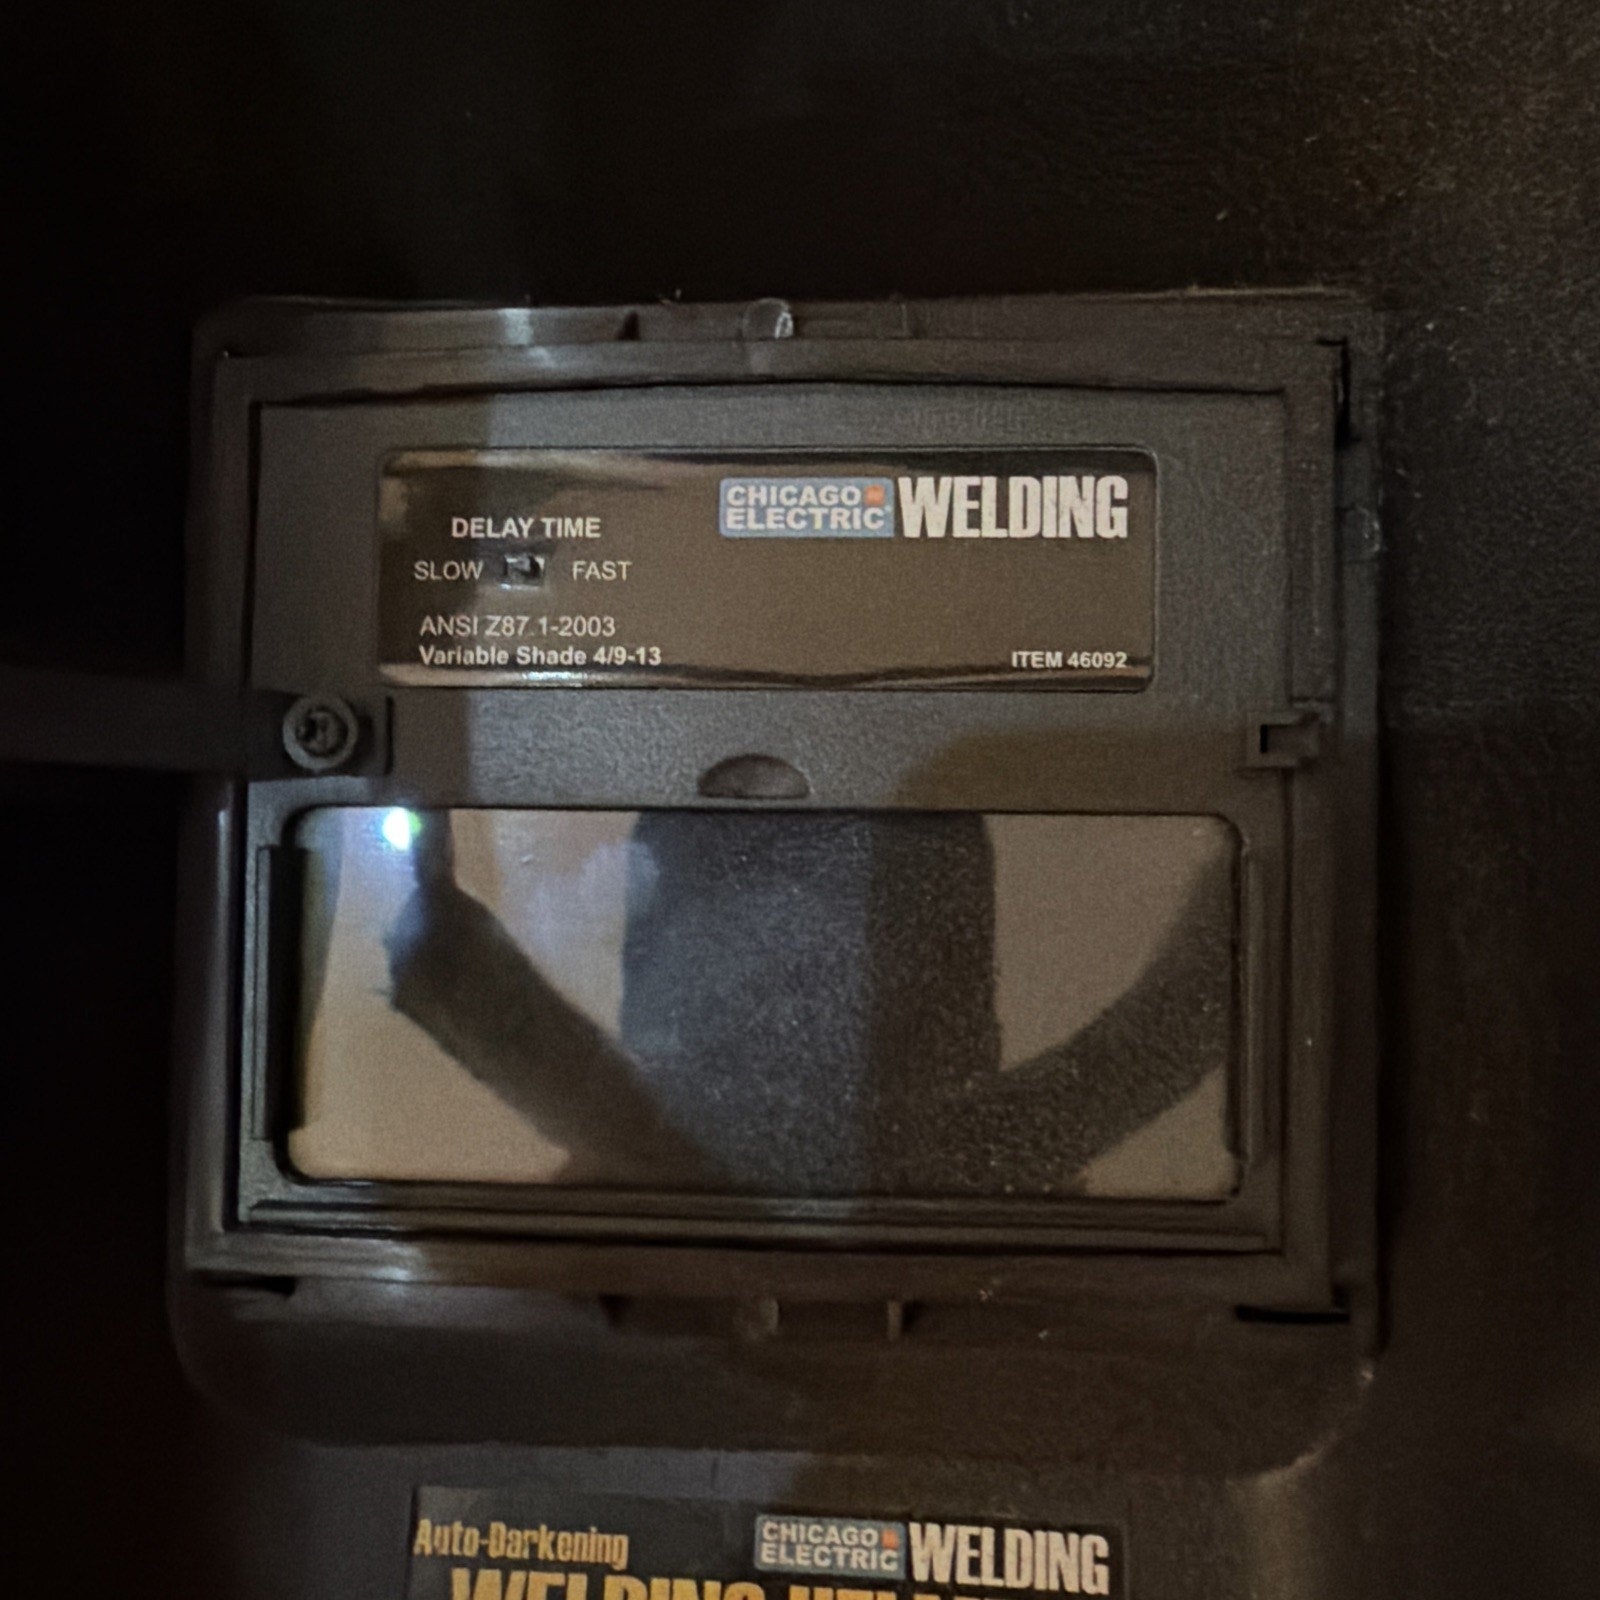 CHICAGO ELECTRIC WELDING
DELAY TIME
SLOW FAST
ANSI Z87.1-2003
Variable Shade 4/9-13
ITEM 46092
Auto-Darkening
CHICAGO ELECTRIC WELDING
WELDING